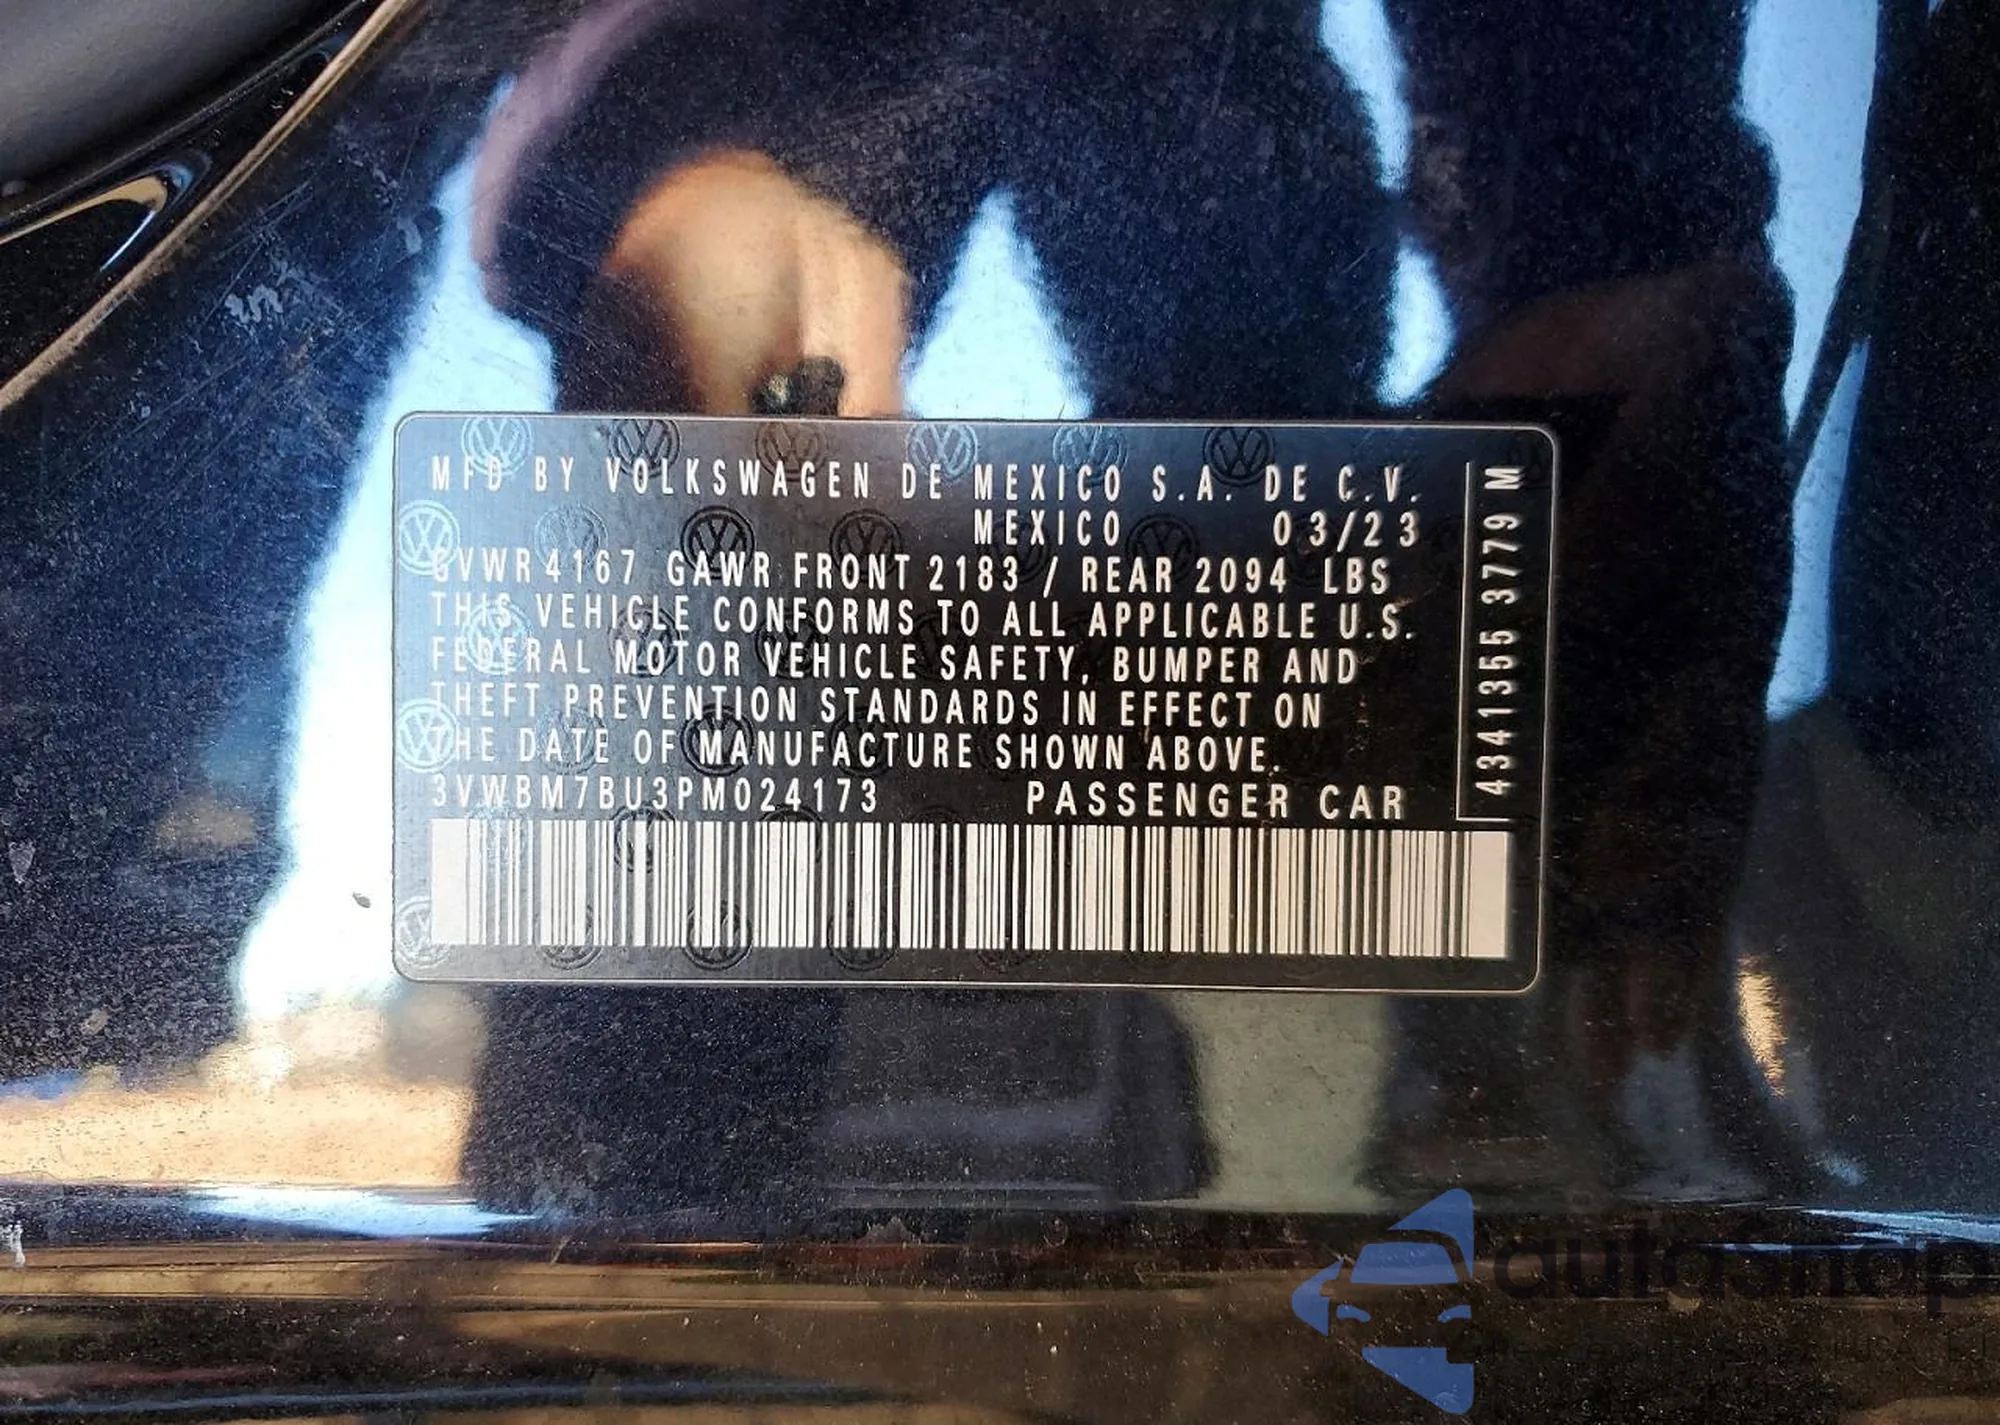 MFD BY VOLKSWAGEN DE MEXICO S.A. DE C.V.
MEXICO 03/23
GVWR 4167 GAWR FRONT 2183 / REAR 2094 LBS
THIS VEHICLE CONFORMS TO ALL APPLICABLE U.S.
FEDERAL MOTOR VEHICLE SAFETY, BUMPER AND
THEFT PREVENTION STANDARDS IN EFFECT ON
THE DATE OF MANUFACTURE SHOWN ABOVE.
3VWBM7BU3PM024173 PASSENGER CAR
4341355 3779 M
autosnap